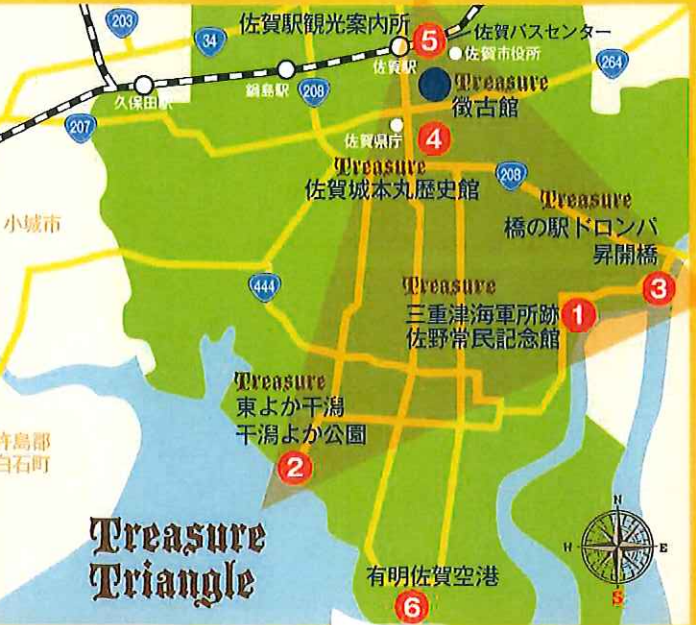 203
34
佐賀駅観光案内所
5
佐賀バスセンター
佐賀駅
佐賀市役所
264
久保田駅
鍋島駅
208
Treasure
徴古館
207
佐賀県庁
4
Treasure
佐賀城本丸歴史館
208
Treasure
橋の駅ドロンパ
昇開橋
小城市
444
Treasure
三重津海軍所跡
佐野常民記念館
1
3
Treasure
東よか干潟
干潟よか公園
2
杵島郡
白石町
Treasure
Triangle
有明佐賀空港
6
N
H
E
S